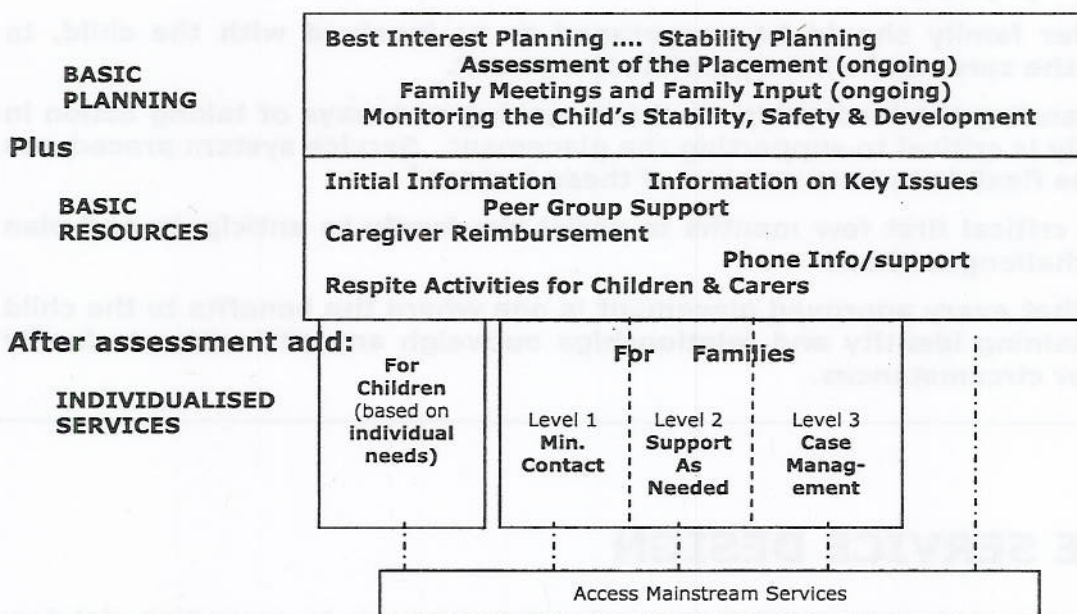 BASIC
PLANNING
Best Interest Planning .... Stability Planning
Assessment of the Placement (ongoing)
Family Meetings and Family Input (ongoing)
Monitoring the Child's Stability, Safety & Development
Plus
BASIC
RESOURCES
Initial Information Information on Key Issues
Peer Group Support
Caregiver Reimbursement
Phone Info/support
Respite Activities for Children & Carers
After assessment add:
INDIVIDUALISED
SERVICES
For
Children
(based on
individual
needs)
For Families
Level 1
Min.
Contact
Level 2
Support
As
Needed
Level 3
Case
Manag-
ement
Access Mainstream Services